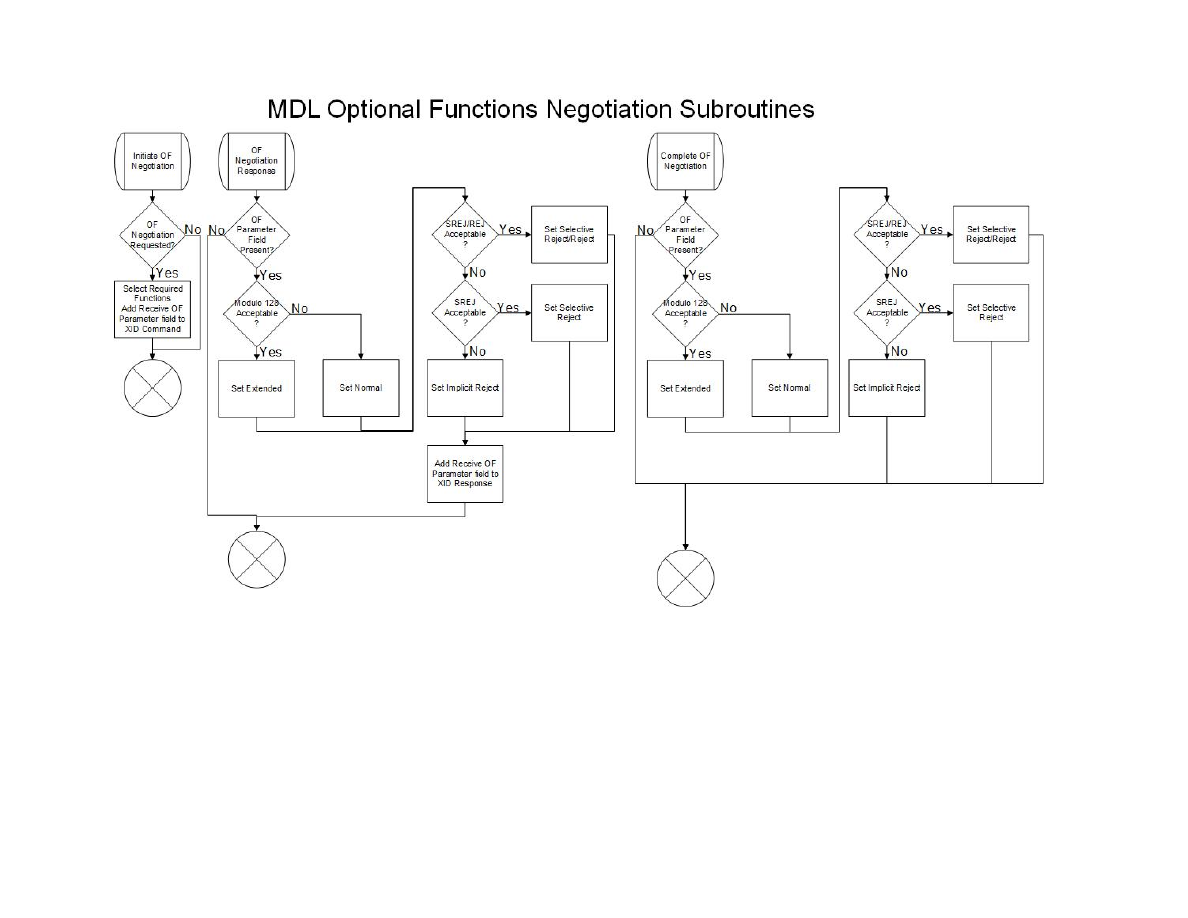 MDL Optional Functions Negotiation Subroutines
Initiate OF
Negotiation
OF
Negotiation
Requested?
No
Yes
Select Required
Functions
Add Receive OF
Parameter field to
XID Command
OF
Negotiation
Response
OF
Parameter
Field
Present?
No
Yes
Modulo 128
Acceptable
?
No
Yes
Set Extended
Set Normal
SREJ/REJ
Acceptable
?
Yes
No
Set Selective
Reject/Reject
SREJ
Acceptable
?
Yes
No
Set Selective
Reject
Set Implicit Reject
Add Receive OF
Parameter field to
XID Response
Complete OF
Negotiation
OF
Parameter
Field
Present?
No
Yes
Modulo 128
Acceptable
?
No
Yes
Set Extended
Set Normal
SREJ/REJ
Acceptable
?
Yes
No
Set Selective
Reject/Reject
SREJ
Acceptable
?
Yes
No
Set Selective
Reject
Set Implicit Reject